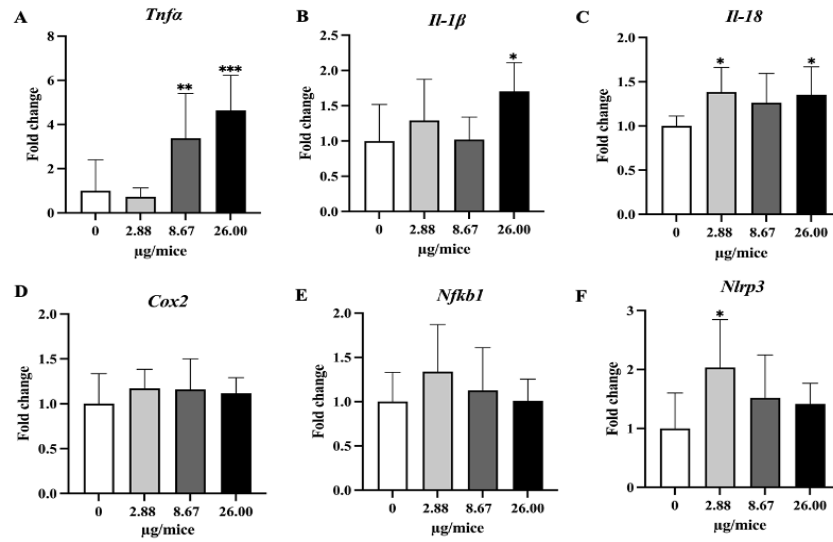 A
Tnfα
Fold change
8
6
4
2
0
**
***
0 2.88 8.67 26.00
μg/mice
B
Il-1β
Fold change
2.5
2.0
1.5
1.0
0.5
0.0
*
0 2.88 8.67 26.00
μg/mice
C
Il-18
Fold change
2.0
1.5
1.0
0.5
0.0
*
*
0 2.88 8.67 26.00
μg/mice
D
Cox2
Fold change
2.0
1.5
1.0
0.5
0.0
0 2.88 8.67 26.00
μg/mice
E
Nfkb1
Fold change
2.0
1.5
1.0
0.5
0.0
0 2.88 8.67 26.00
μg/mice
F
Nlrp3
Fold change
3
2
1
0
*
0 2.88 8.67 26.00
μg/mice